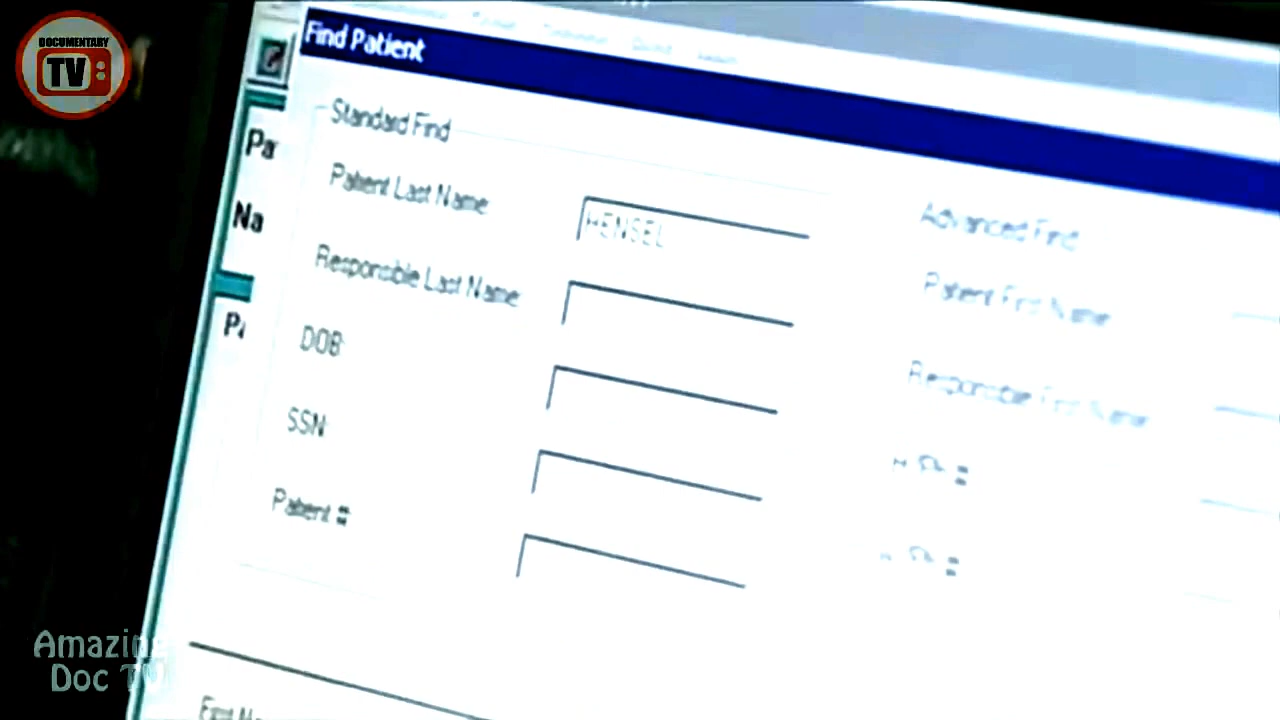 DOCUMENTARY
TV:
Find Patient
Standard Find
Pa
Na
Pa
Patient Last Name
HENSEL
Responsible Last Name
DOB
SSN
Patient #
Advanced Find
Patient First Name
Responsible First Name
Amazing
Doc TV